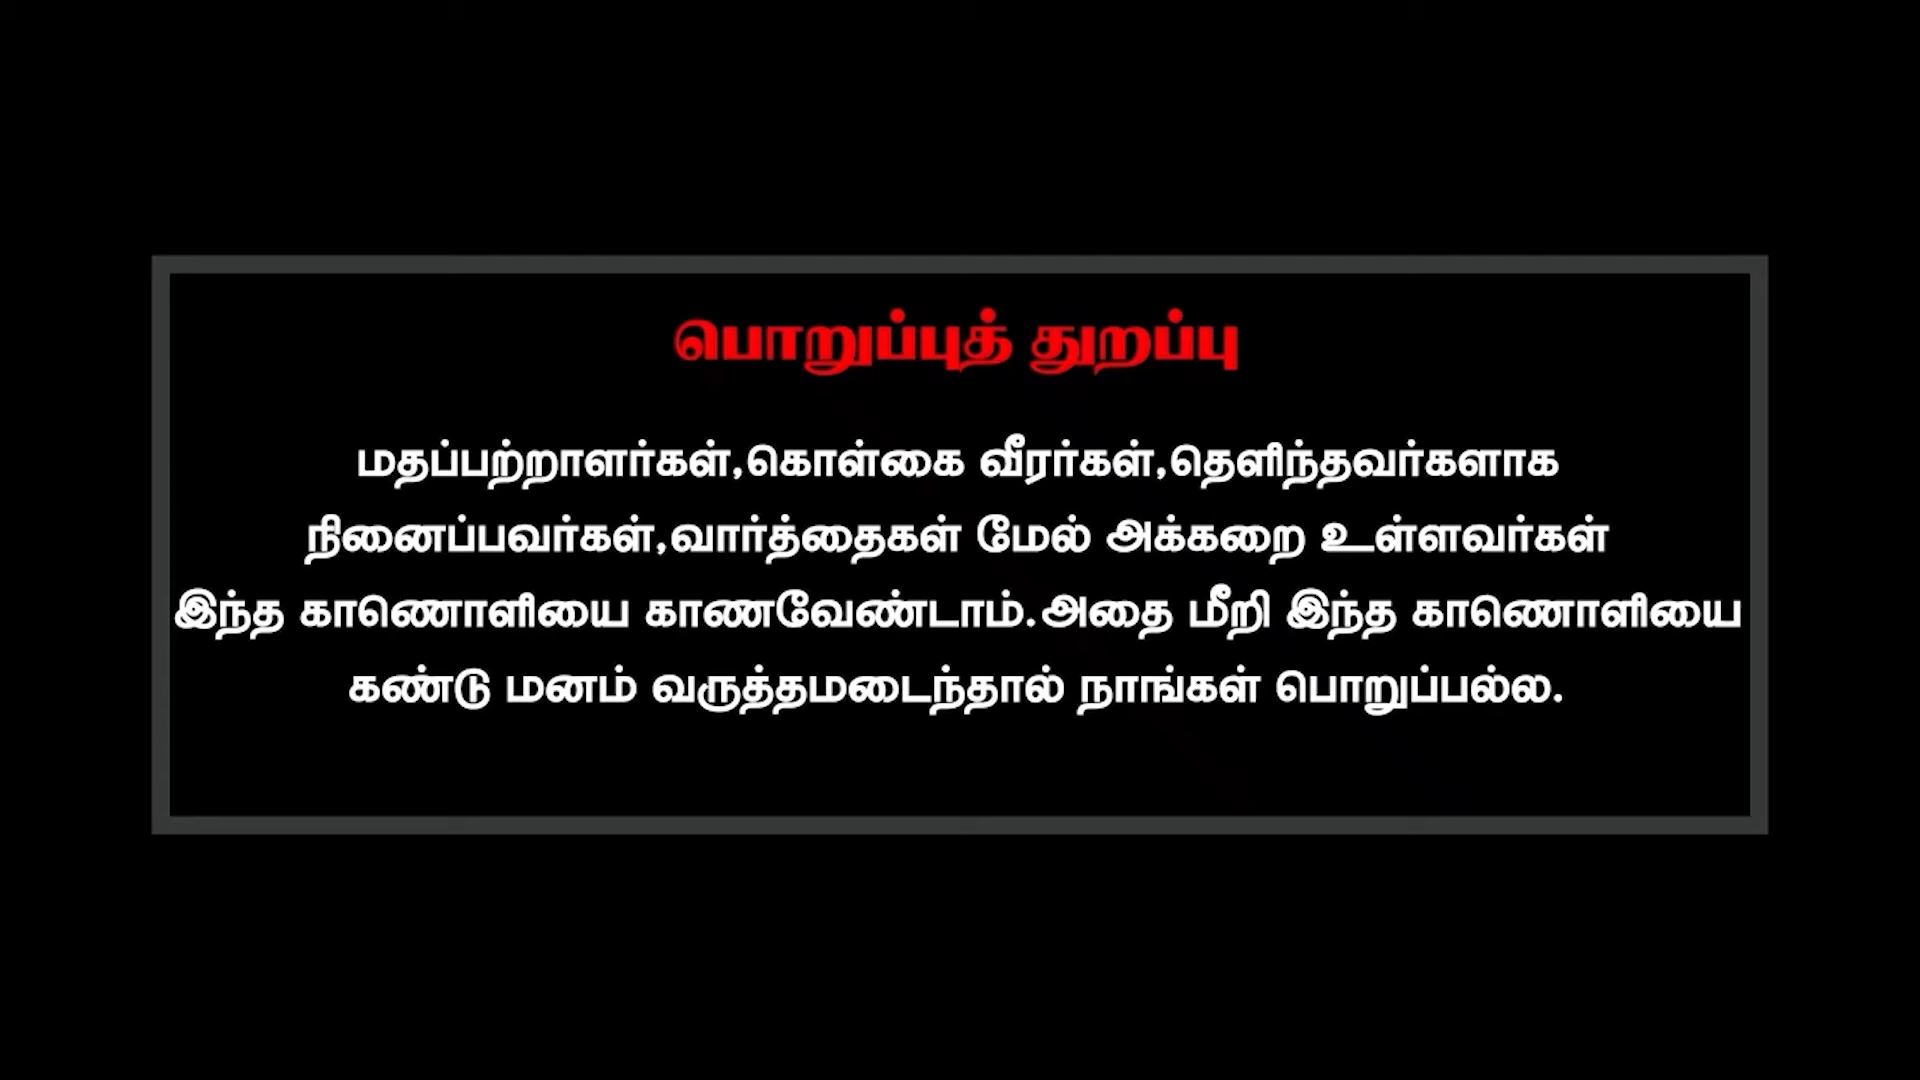 பொறுப்புத் துறப்பு
மதப்பற்றாளர்கள்,கொள்கை வீரர்கள்,தெளிந்தவர்களாக
நினைப்பவர்கள்,வார்த்தைகள் மேல் அக்கறை உள்ளவர்கள்
இந்த காணொளியை காணவேண்டாம்.அதை மீறி இந்த காணொளியை
கண்டு மனம் வருத்தமடைந்தால் நாங்கள் பொறுப்பல்ல.